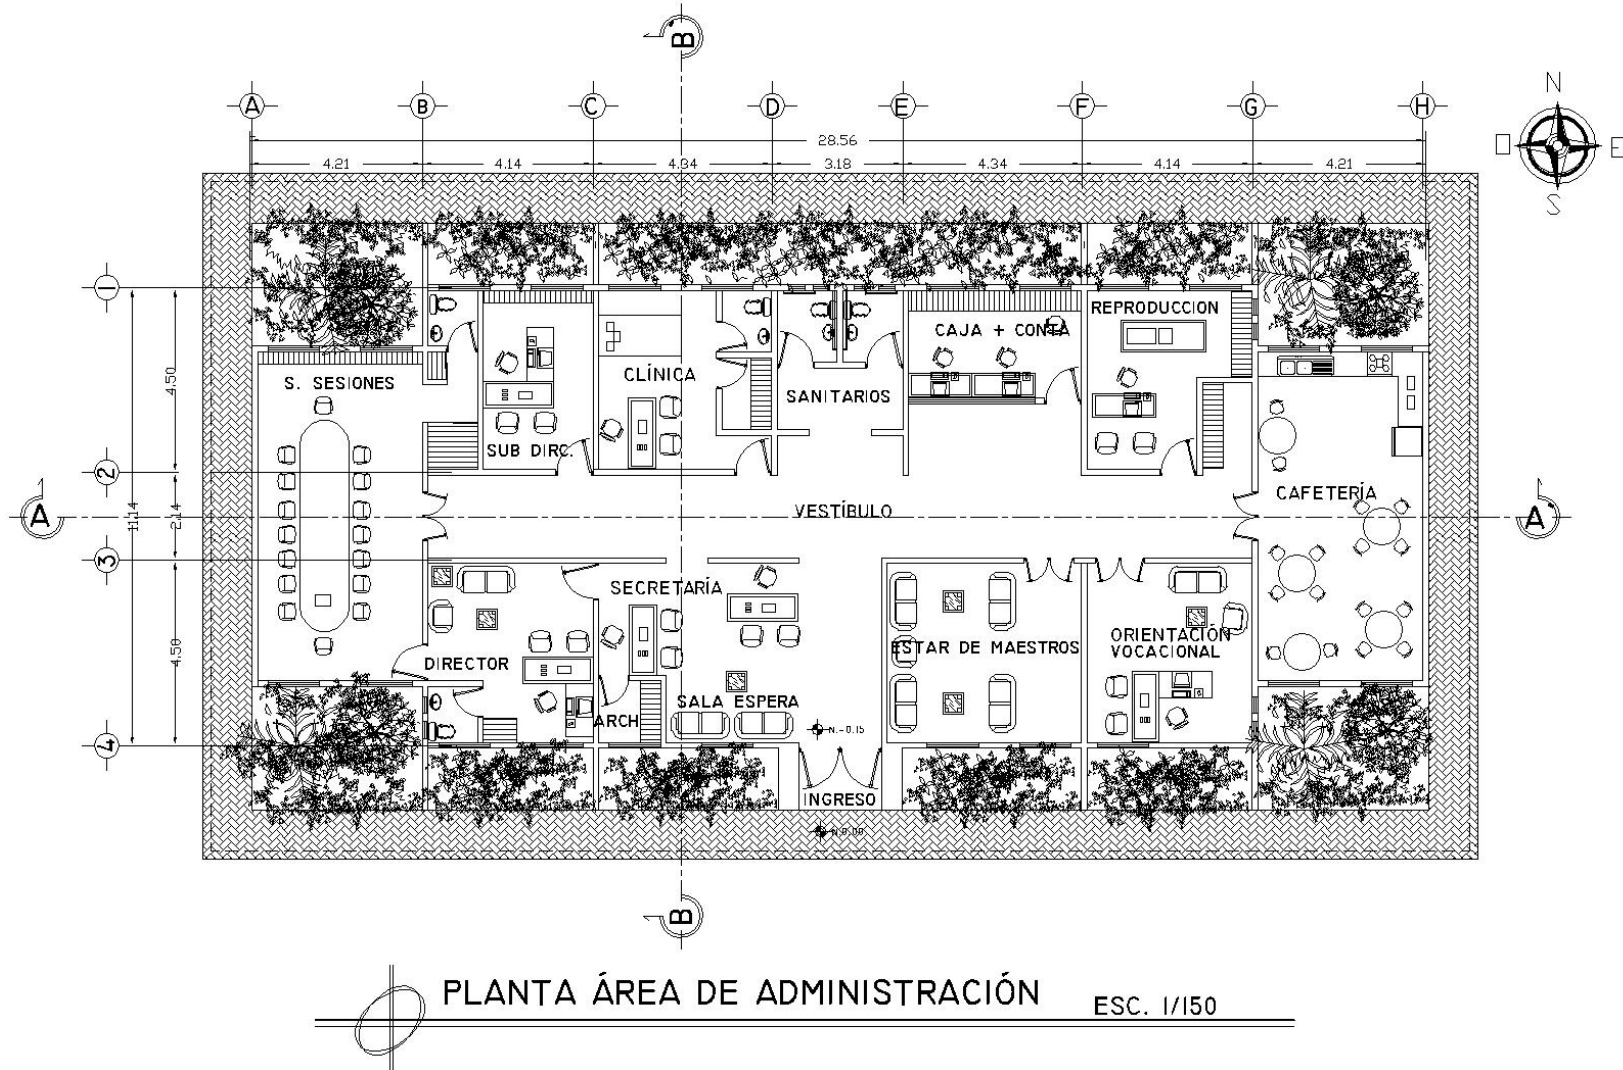 B
A B C D E F G H
N
28.56
4.21 4.14 4.34 3.18 4.34 4.14 4.21
O E
S
1
REPRODUCCION
CAJA + CONTA
4.50
CLÍNICA
S. SESIONES
SANITARIOS
SUB DIRC.
2
CAFETERÍA
A 11.14 2.14 VESTÍBULO A
3
SECRETARÍA
ORIENTACIÓN
VOCACIONAL
ESTAR DE MAESTROS
4.50
DIRECTOR
SALA ESPERA
ARCH
N.-0.15
4
INGRESO
N.0.00
B
PLANTA ÁREA DE ADMINISTRACIÓN ESC. 1/150